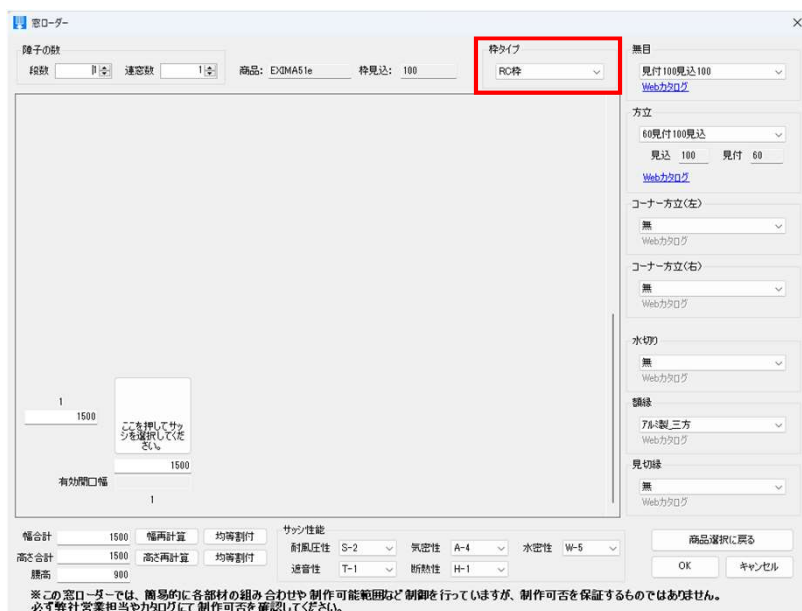 窓ローダー
障子の数
段数 1 連窓数 1 商品: EXIMA51e 枠見込: 100
枠タイプ
RC枠
無目
見付100見込100
Webカタログ
方立
60見付100見込
見込 100 見付 60
Webカタログ
コーナー方立(左)
無
Webカタログ
コーナー方立(右)
無
Webカタログ
水切り
無
Webカタログ
額縁
アルミ製_三方
Webカタログ
見切縁
無
Webカタログ
1
1500
ここを押してサッ
シを選択してくだ
さい。
1500
有効開口幅
1
幅合計 1500 幅再計算 均等割付
高さ合計 1500 高さ再計算 均等割付
腰高 900
サッシ性能
耐風圧性 S-2 気密性 A-4 水密性 W-5
遮音性 T-1 断熱性 H-1
商品選択に戻る
OK キャンセル
※この窓ローダーでは、簡易的に各部材の組み合わせや制作可能範囲など制御を行っていますが、制作可否を保証するものではありません。
必ず弊社営業担当やカタログにて制作可否を確認してください。